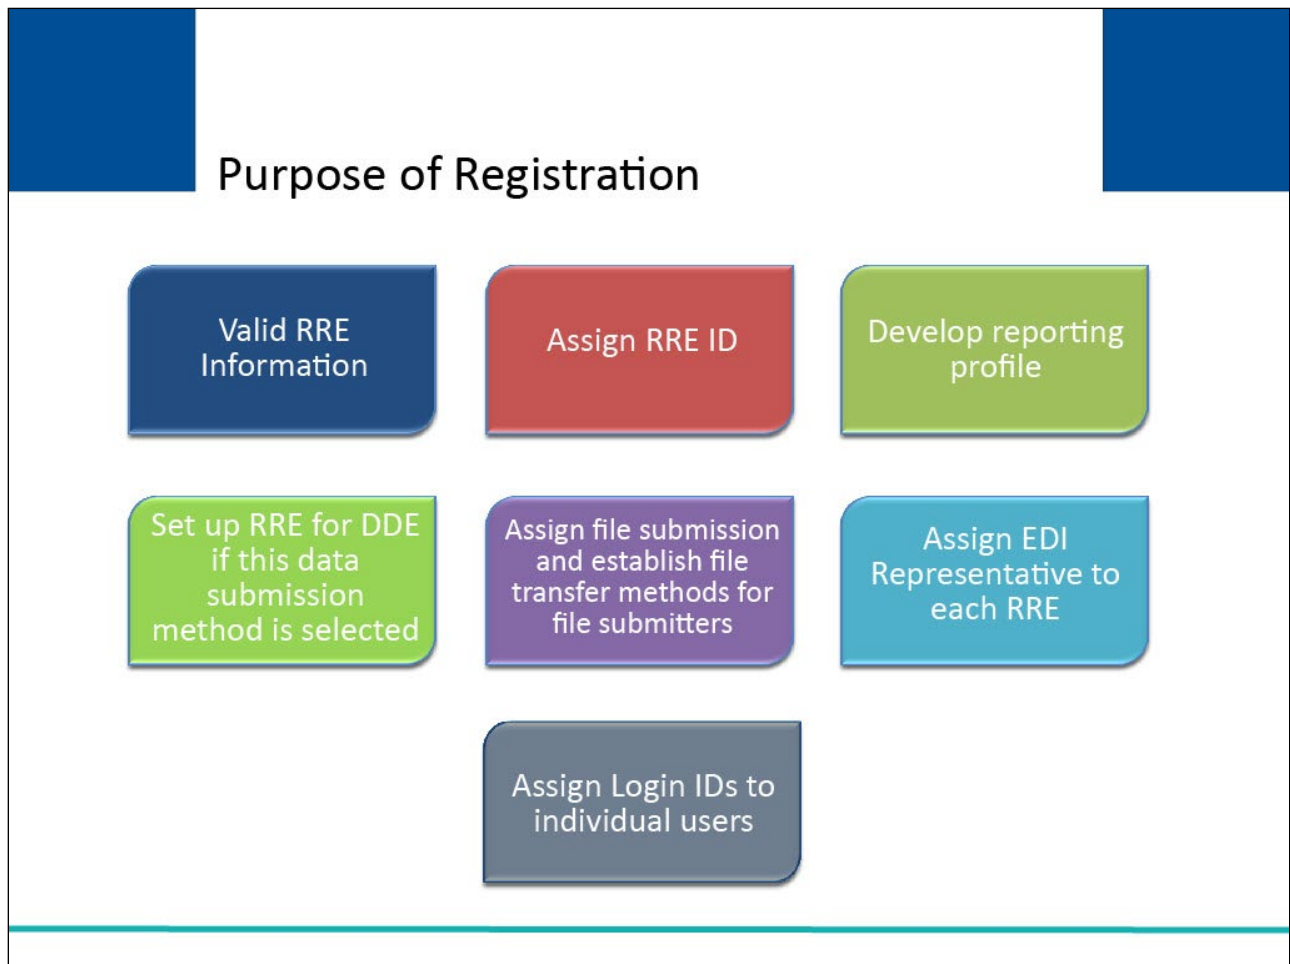 Purpose of Registration
Valid RRE
Information
Assign RRE ID
Develop reporting
profile
Set up RRE for DDE
if this data
submission
method is selected
Assign file submission
and establish file
transfer methods for
file submitters
Assign EDI
Representative to
each RRE
Assign Login IDs to
individual users